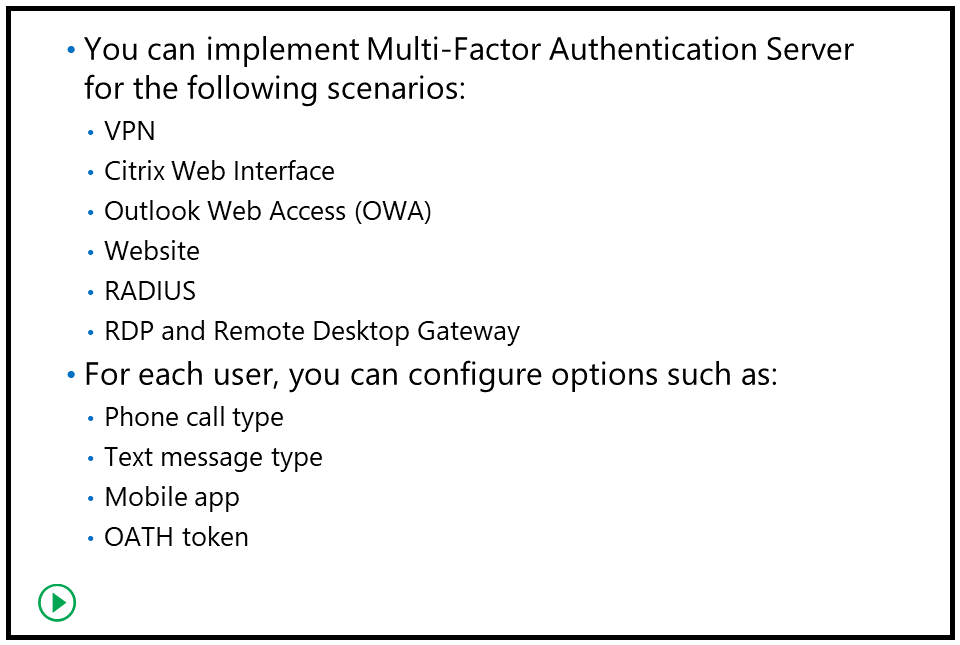 • You can implement Multi-Factor Authentication Server
for the following scenarios:
• VPN
• Citrix Web Interface
• Outlook Web Access (OWA)
• Website
• RADIUS
• RDP and Remote Desktop Gateway
• For each user, you can configure options such as:
• Phone call type
• Text message type
• Mobile app
• OATH token